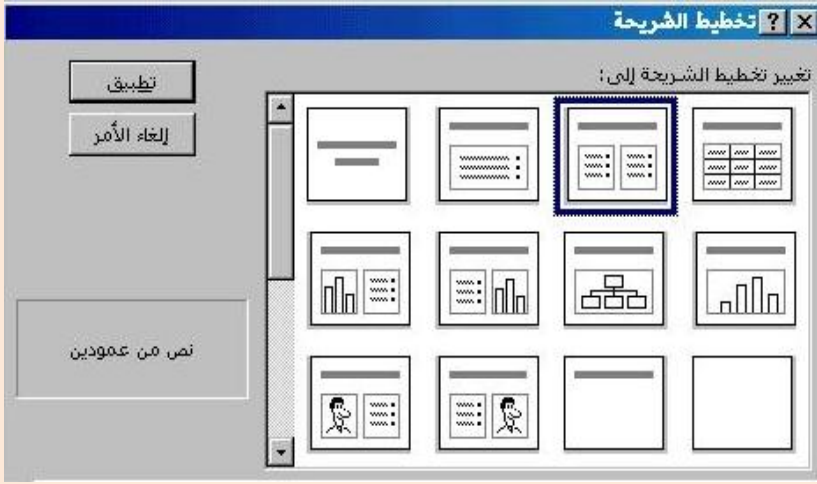 تخطيط الشريحة
تغيير تخطيط الشريحة إلى:
تطبيق
إلغاء الأمر
نص من عمودين